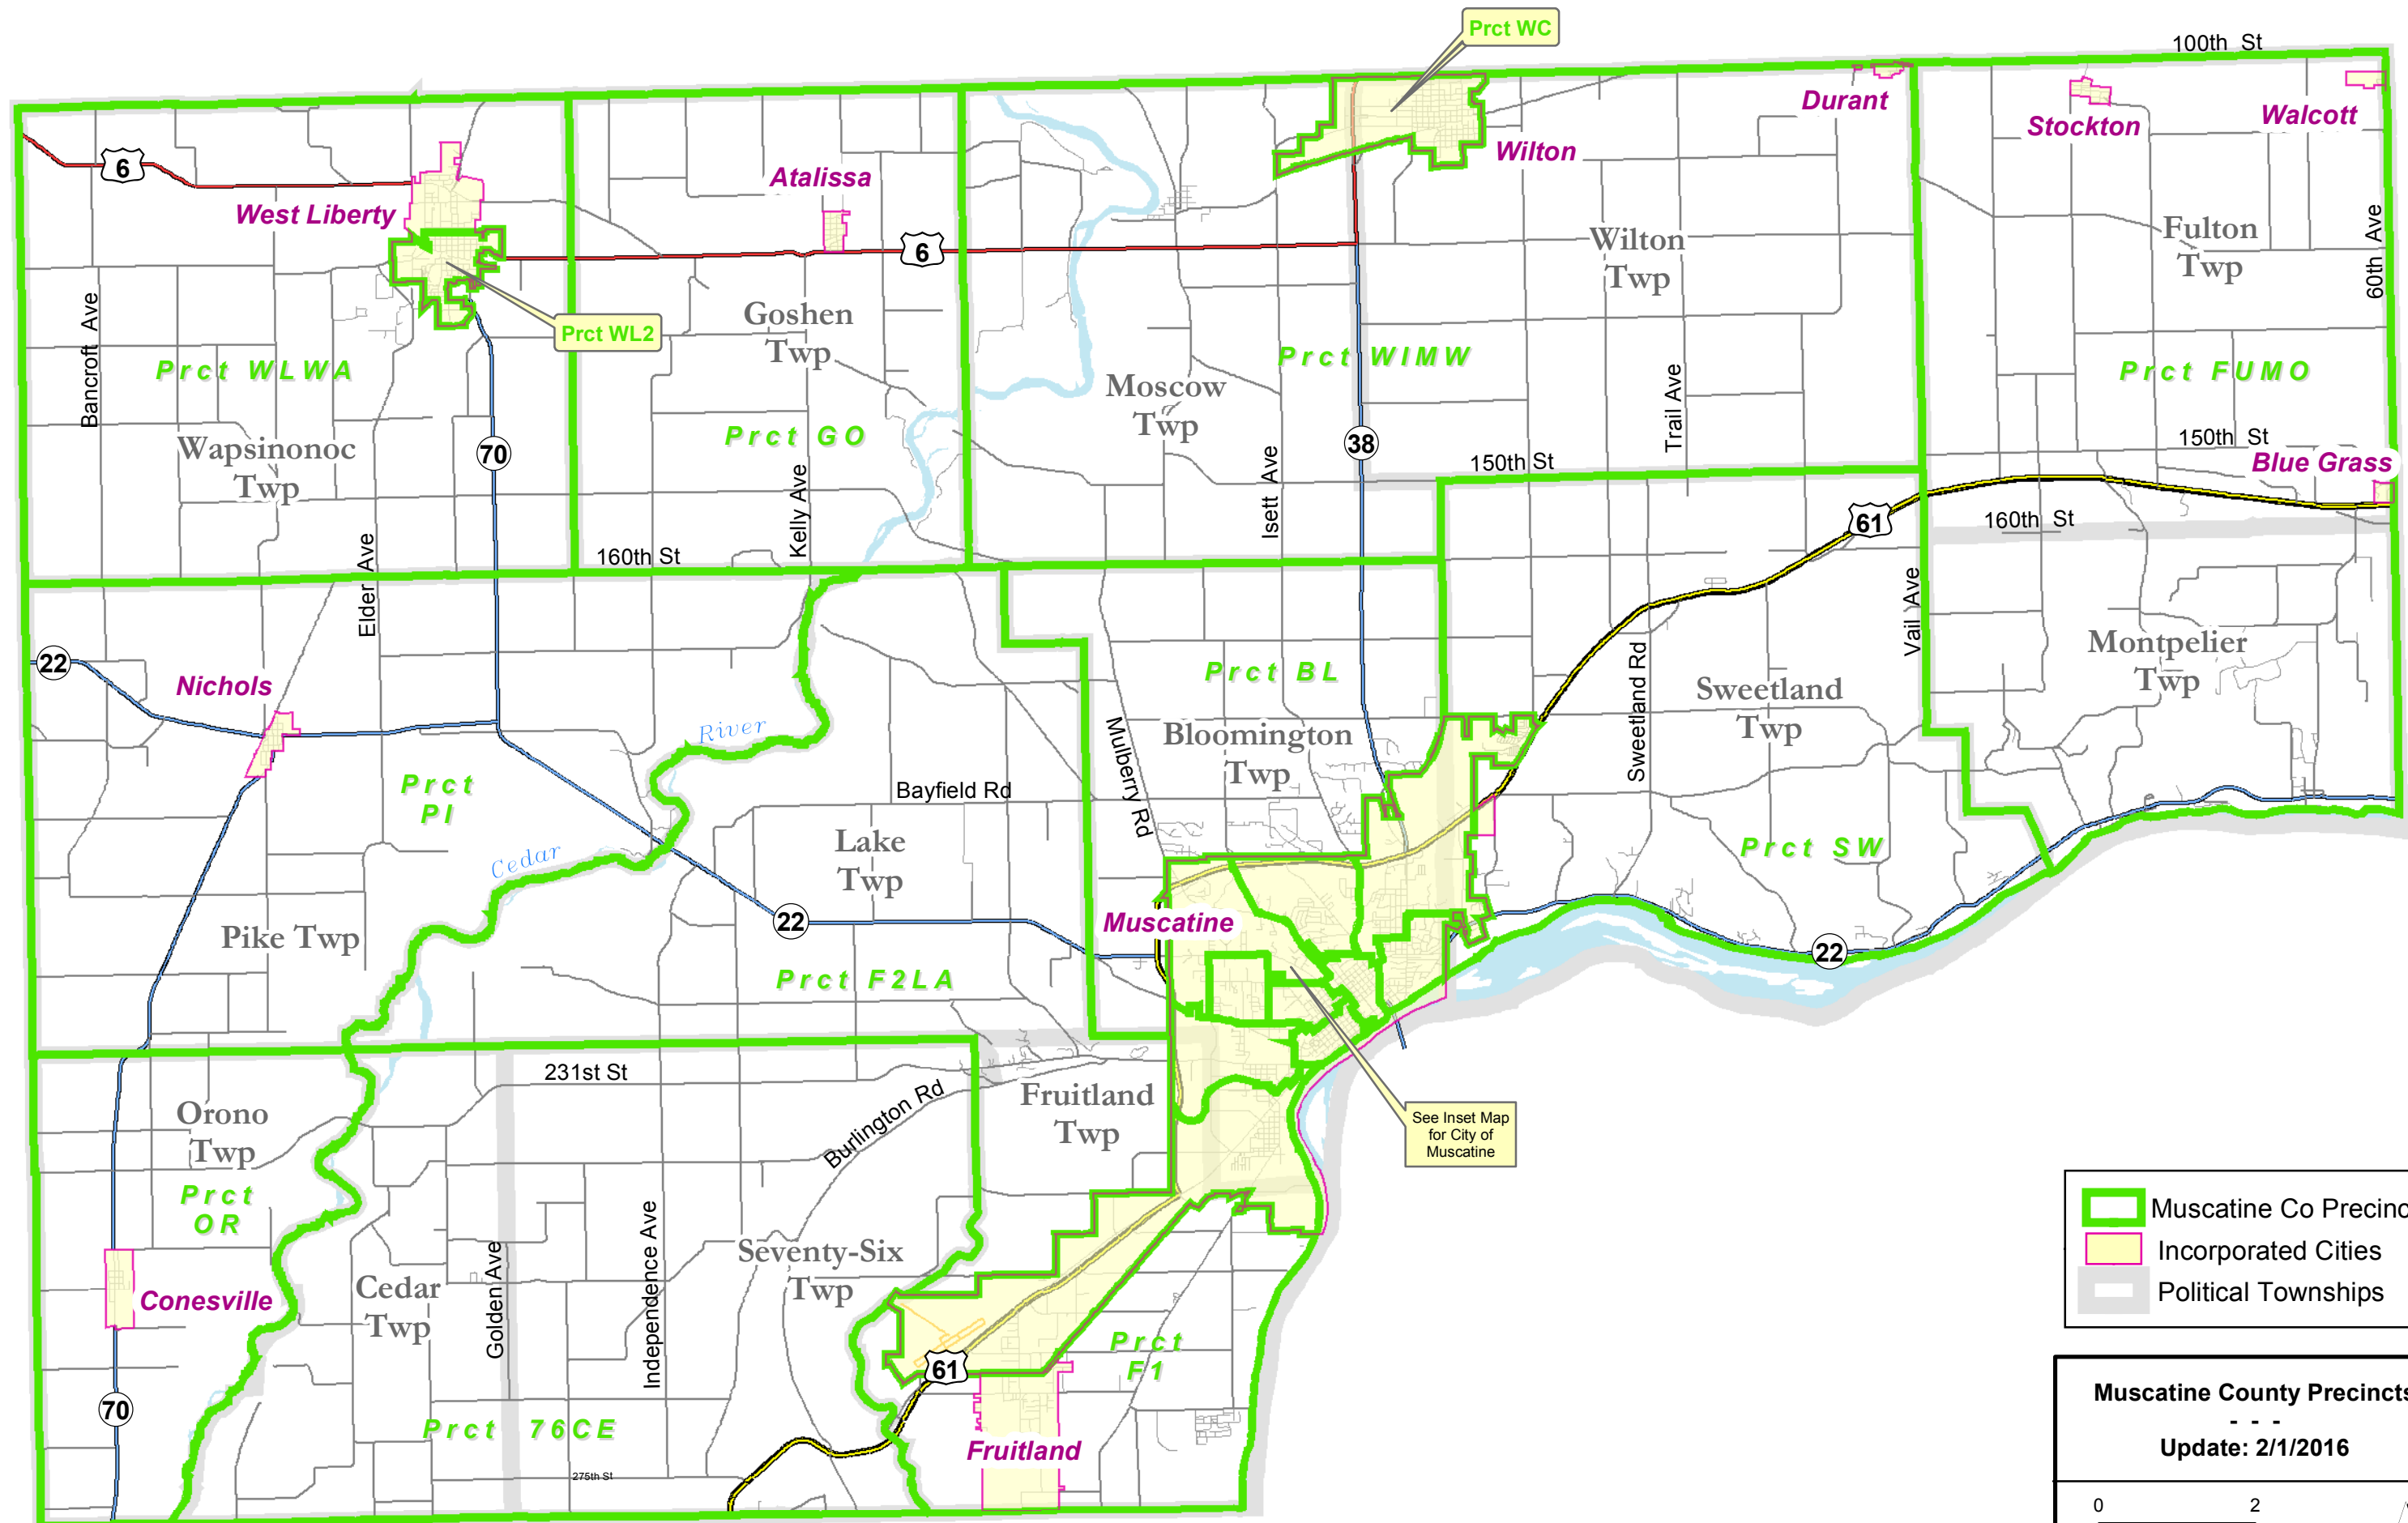 Prct WC
100th St
Durant
Stockton
Walcott
6
Wilton
Atalissa
West Liberty
Wilton
Twp
Fulton
Twp
60th Ave
6
Prct WL2
Goshen
Twp
Bancroft Ave
Prct WLWA
Prct WIMW
Prct FUMO
Moscow
Twp
Trail Ave
Prct GO
Wapsinonoc
Twp
70
38
150th St
150th St
Blue Grass
Kelly Ave
Isett Ave
61
160th St
160th St
Elder Ave
Vail Ave
22
Nichols
Prct BL
Sweetland Rd
Sweetland
Twp
Montpelier
Twp
River
Mulberry Rd
Bloomington
Twp
Prct
PI
Bayfield Rd
Lake
Twp
Cedar
Prct SW
22
Muscatine
Pike Twp
22
Prct F2LA
231st St
Orono
Twp
Burlington Rd
Fruitland
Twp
See Inset Map
for City of
Muscatine
Prct
OR
Golden Ave
Independence Ave
Seventy-Six
Twp
Conesville
Cedar
Twp
Prct
F1
61
70
Prct 76CE
Fruitland
275th St
Muscatine Co Precinc
Incorporated Cities
Political Townships
Muscatine County Precincts
- - -
Update: 2/1/2016
0 2